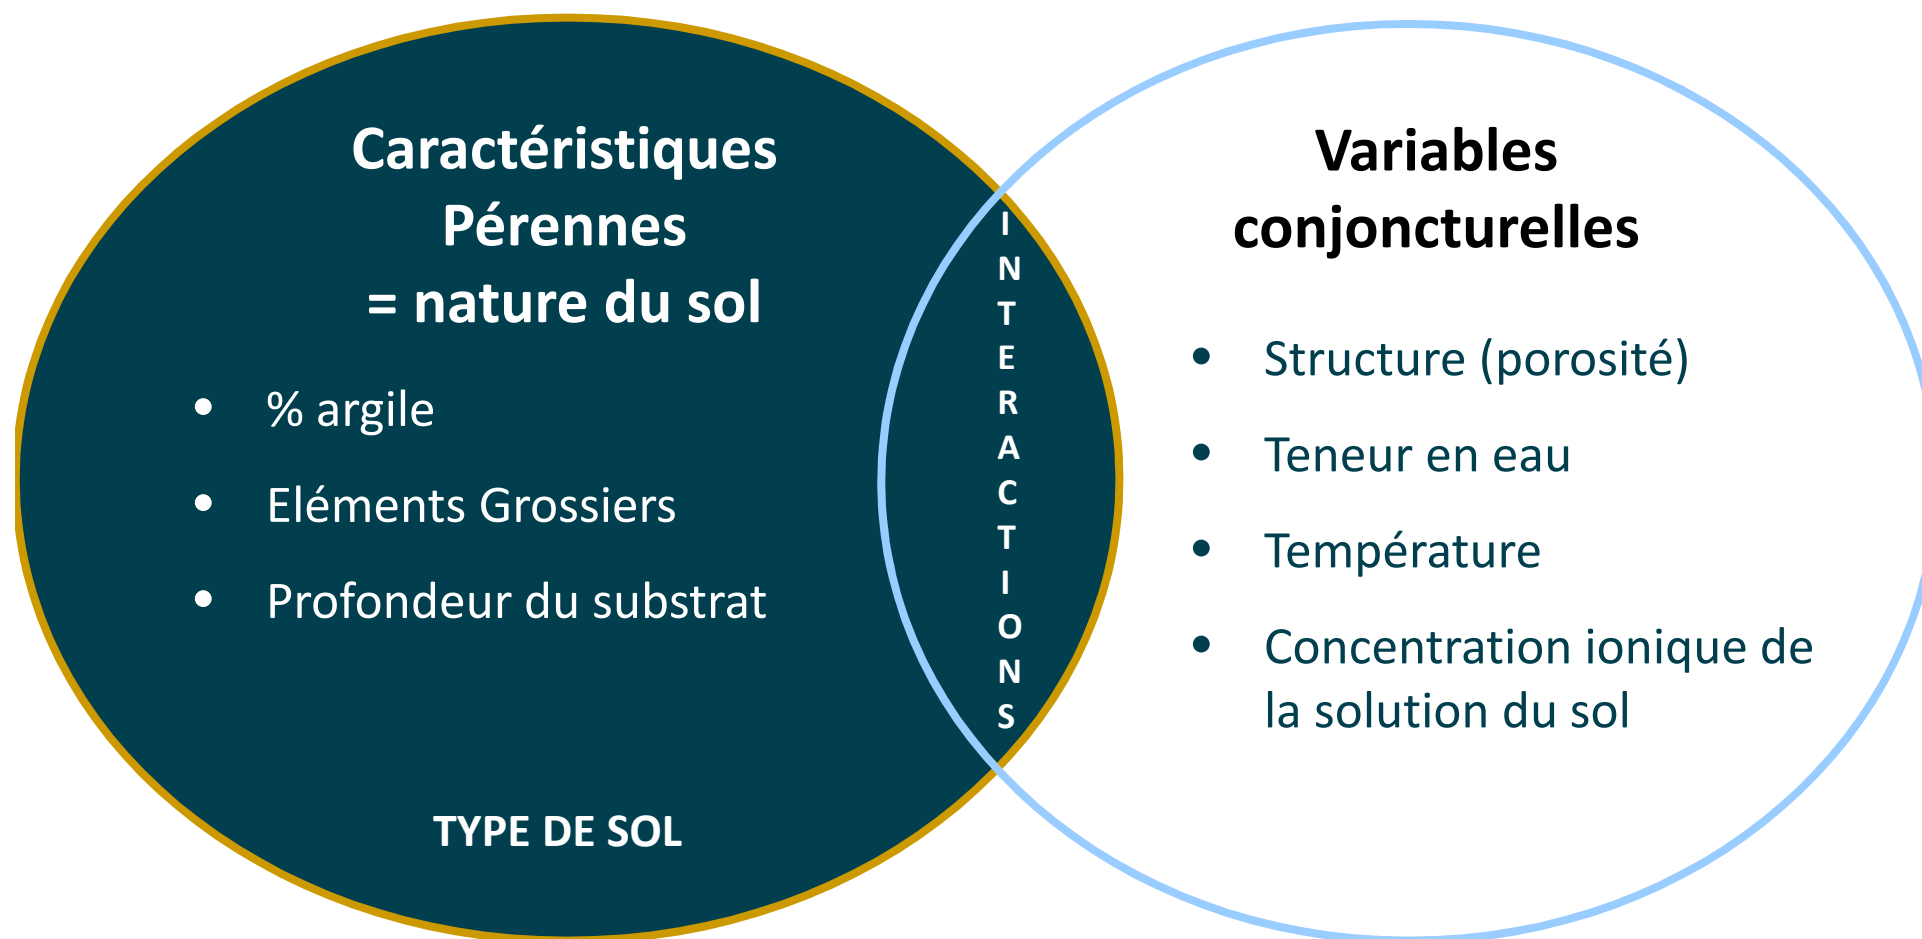 Caractéristiques
Pérennes
= nature du sol
• % argile
• Eléments Grossiers
• Profondeur du substrat
TYPE DE SOL
INTERACTIONS
Variables
conjoncturelles
• Structure (porosité)
• Teneur en eau
• Température
• Concentration ionique de
la solution du sol